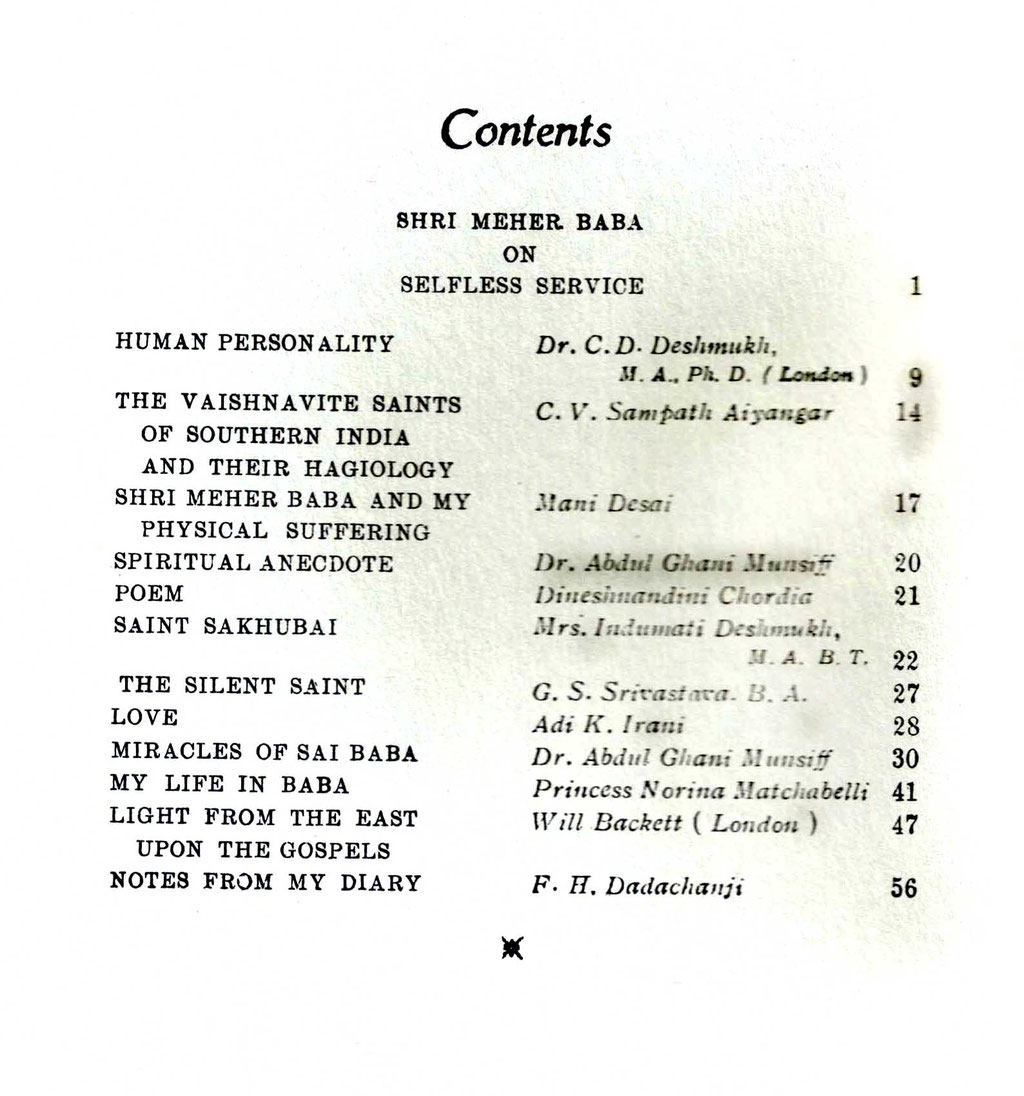 Contents
SHRI MEHER BABA
ON
SELFLESS SERVICE 1
HUMAN PERSONALITY Dr. C. D. Deshmukh,
M. A., Ph. D. ( London ) 9
THE VAISHNAVITE SAINTS C. V. Sampath Aiyangar 14
OF SOUTHERN INDIA
AND THEIR HAGIOLOGY
SHRI MEHER BABA AND MY Mani Desai 17
PHYSICAL SUFFERING
SPIRITUAL ANECDOTE Dr. Abdul Ghani Munsiff 20
POEM Dineshnandini Chordia 21
SAINT SAKHUBAI Mrs. Indumati Deshmukh,
M. A. B. T. 22
THE SILENT SAINT G. S. Srivastava. B. A. 27
LOVE Adi K. Irani 28
MIRACLES OF SAI BABA Dr. Abdul Ghani Munsiff 30
MY LIFE IN BABA Princess Norina Matchabelli 41
LIGHT FROM THE EAST Will Backett ( London ) 47
UPON THE GOSPELS
NOTES FROM MY DIARY F. H. Dadachanji 56